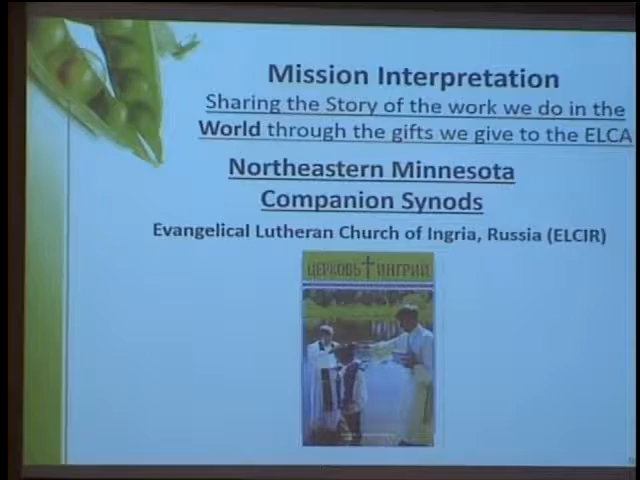 Mission Interpretation
Sharing the Story of the work we do in the
World through the gifts we give to the ELCA
Northeastern Minnesota
Companion Synods
Evangelical Lutheran Church of Ingria, Russia (ELCIR)
ЦЕРКОВЬ ИНГРИИ